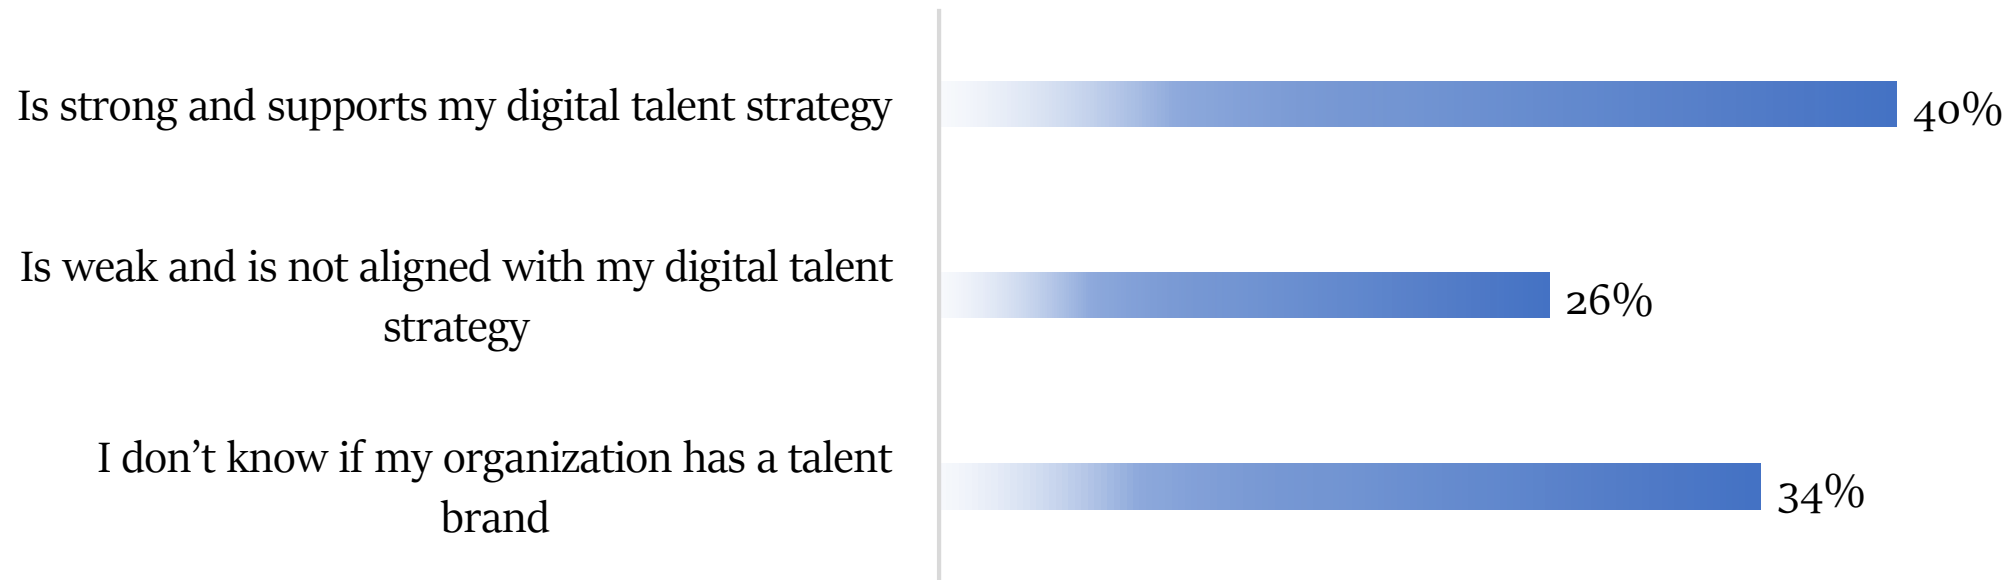 Is strong and supports my digital talent strategy
40%
Is weak and is not aligned with my digital talent
strategy
26%
I don’t know if my organization has a talent
brand
34%